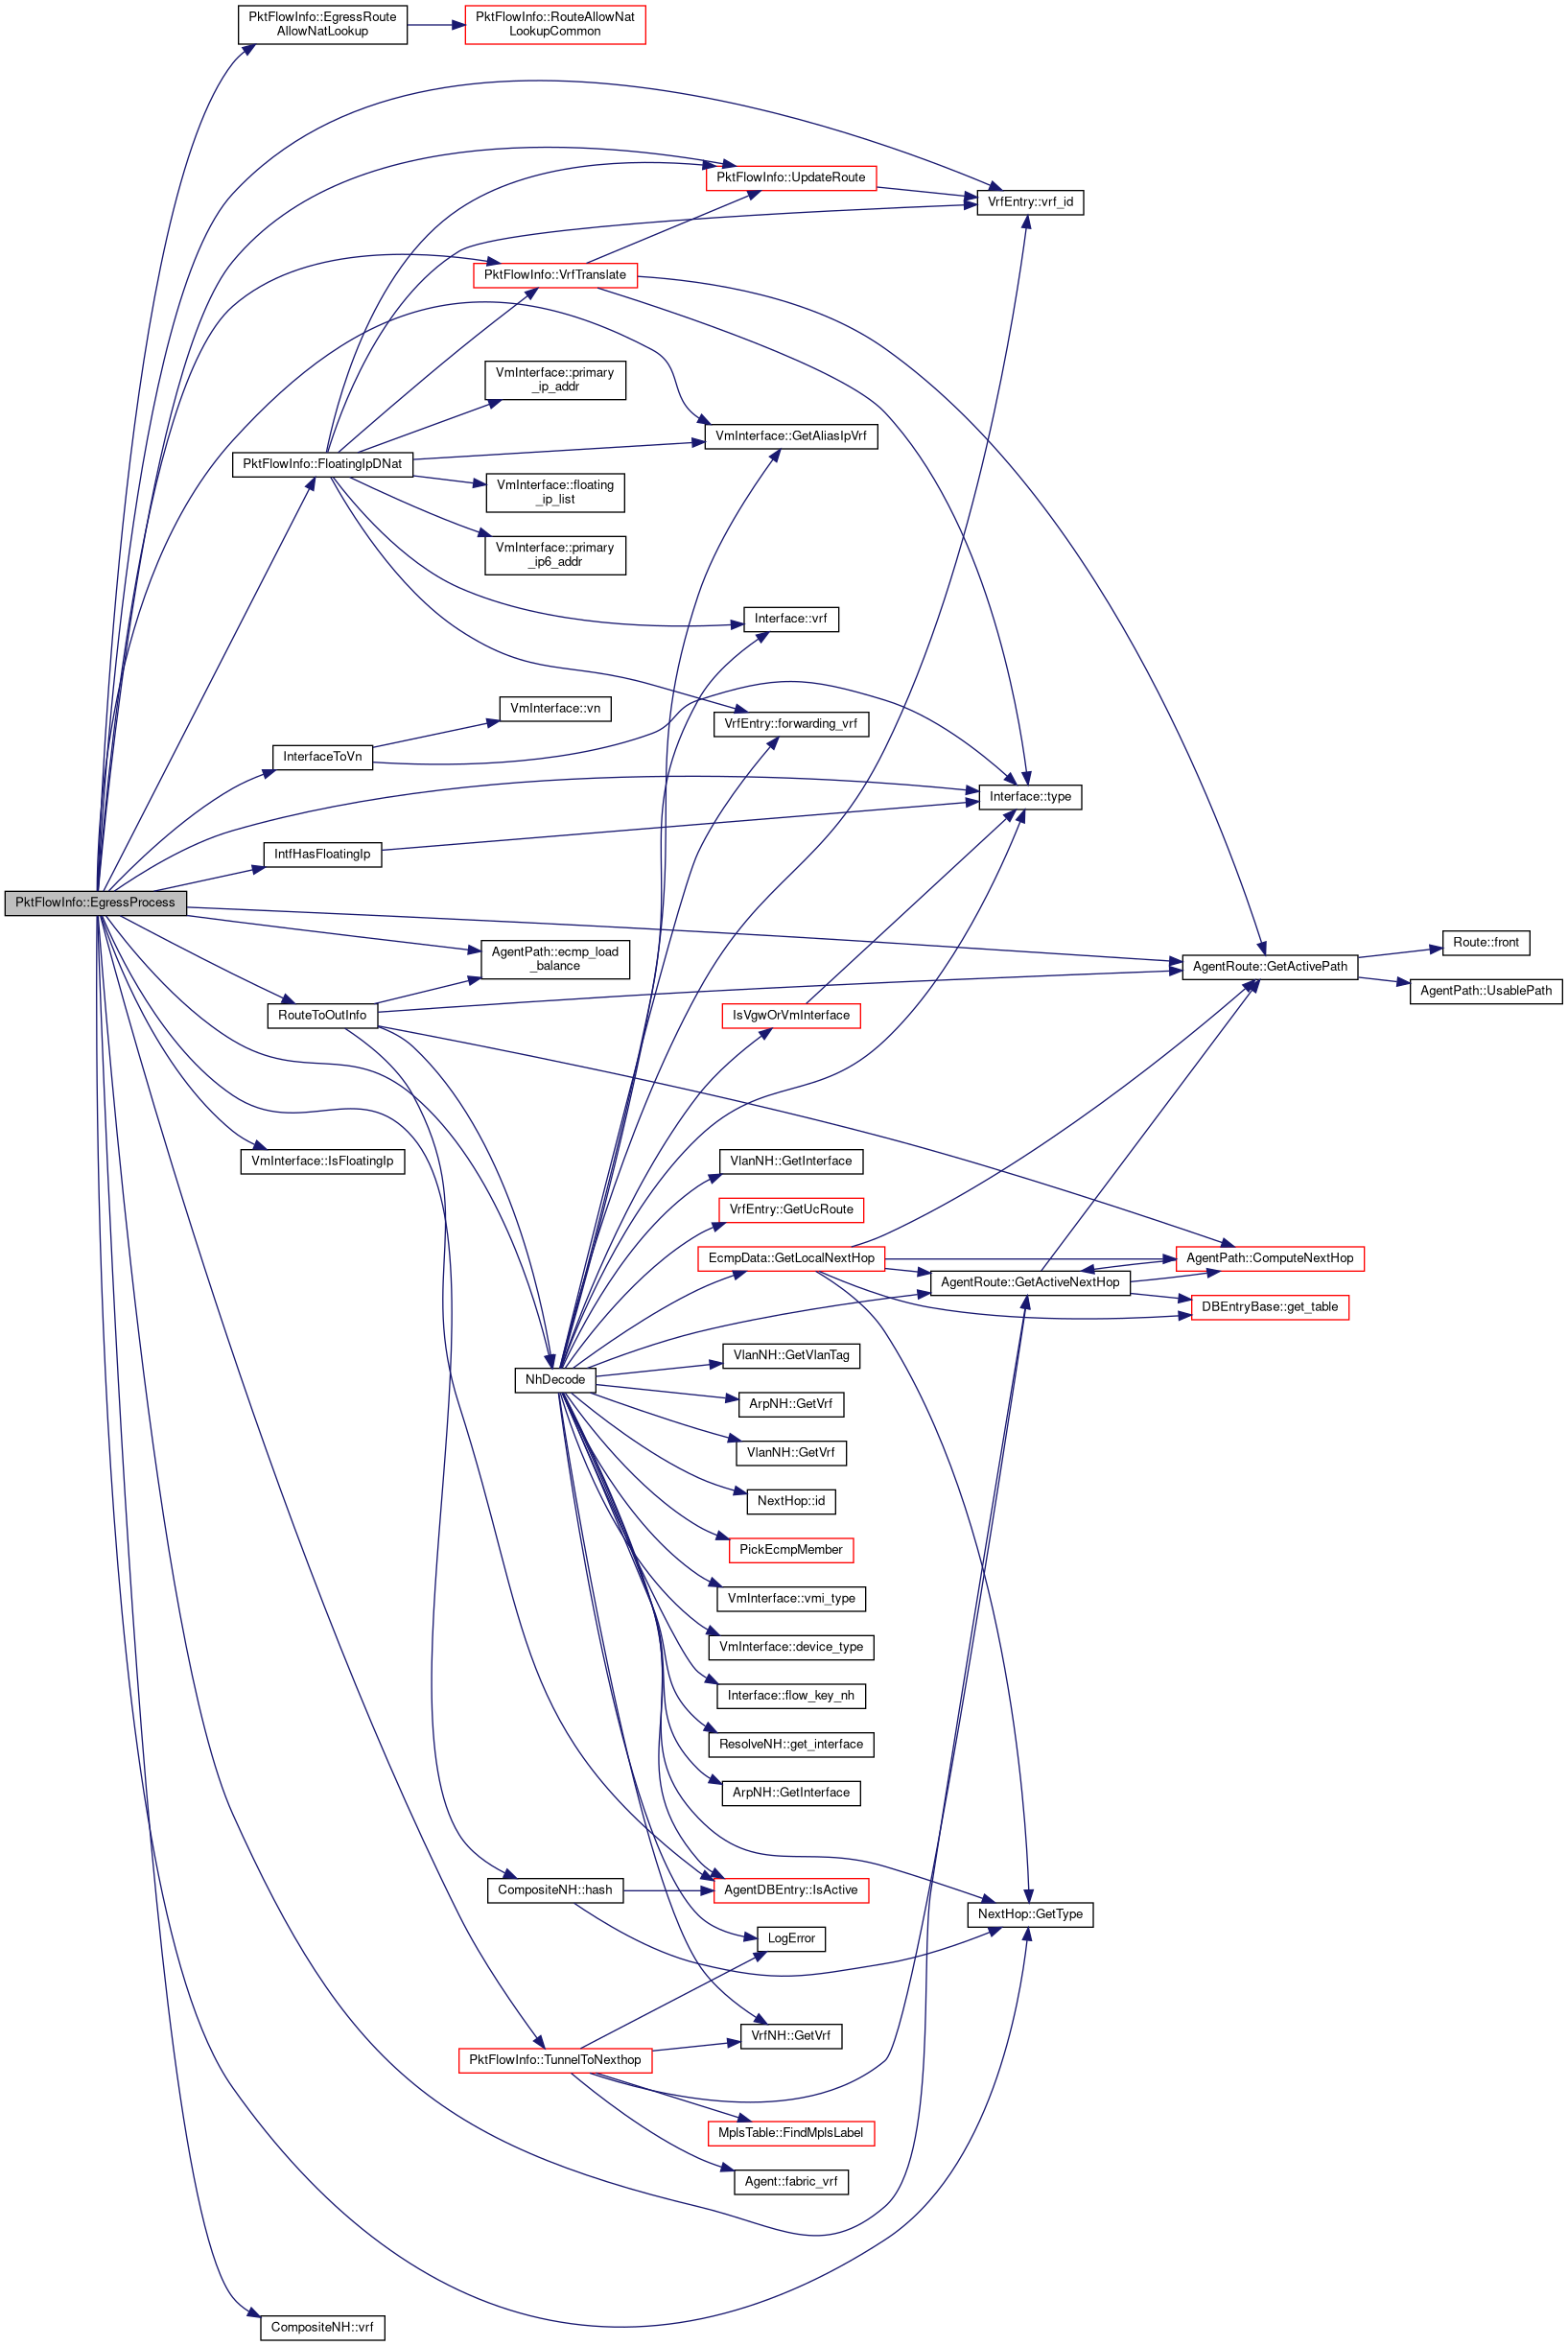 PktFlowInfo::EgressRoute
AllowNatLookup
PktFlowInfo::RouteAllowNat
LookupCommon
PktFlowInfo::UpdateRoute
VrfEntry::vrf_id
PktFlowInfo::VrfTranslate
VmInterface::primary
_ip_addr
VmInterface::GetAliasIpVrf
PktFlowInfo::FloatingIpDNat
VmInterface::floating
_ip_list
VmInterface::primary
_ip6_addr
Interface::vrf
VmInterface::vn
VrfEntry::forwarding_vrf
InterfaceToVn
Interface::type
IntfHasFloatingIp
PktFlowInfo::EgressProcess
Route::front
AgentPath::ecmp_load
_balance
AgentRoute::GetActivePath
AgentPath::UsablePath
RouteToOutInfo
IsVgwOrVmInterface
VmInterface::IsFloatingIp
VlanNH::GetInterface
VrfEntry::GetUcRoute
EcmpData::GetLocalNextHop
AgentPath::ComputeNextHop
AgentRoute::GetActiveNextHop
DBEntryBase::get_table
VlanNH::GetVlanTag
NhDecode
ArpNH::GetVrf
VlanNH::GetVrf
NextHop::id
PickEcmpMember
VmInterface::vmi_type
VmInterface::device_type
Interface::flow_key_nh
ResolveNH::get_interface
ArpNH::GetInterface
CompositeNH::hash
AgentDBEntry::IsActive
NextHop::GetType
LogError
VrfNH::GetVrf
PktFlowInfo::TunnelToNexthop
MplsTable::FindMplsLabel
Agent::fabric_vrf
CompositeNH::vrf